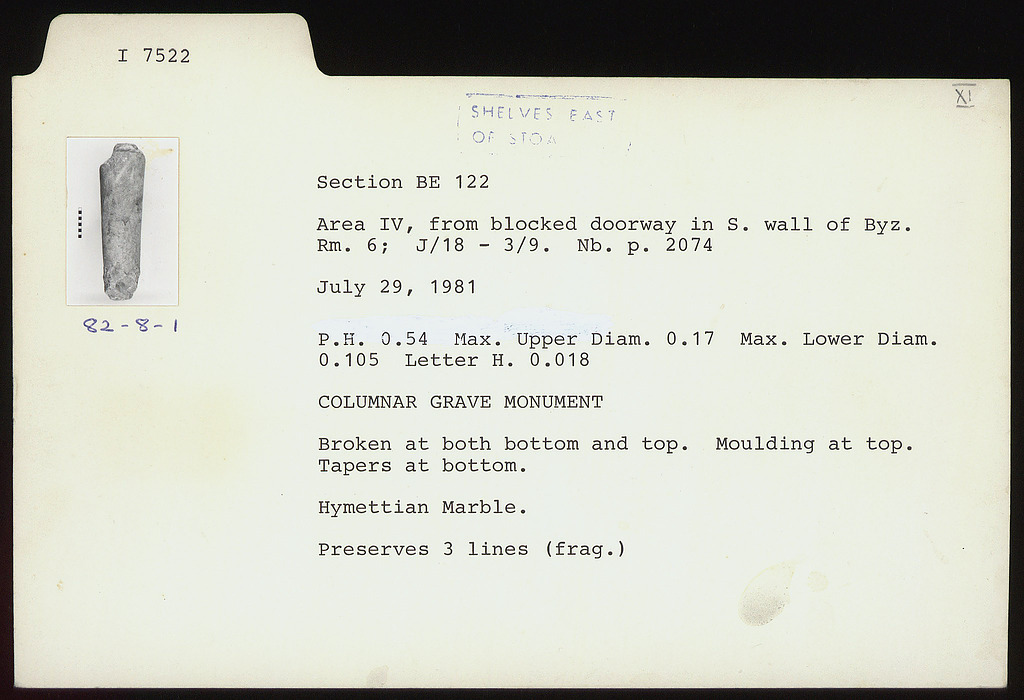 I 7522
XI
SHELVES EAST
OF STOA
Section BE 122
Area IV, from blocked doorway in S. wall of Byz.
Rm. 6; J/18 - 3/9. Nb. p. 2074
July 29, 1981
82-8-1
P.H. 0.54 Max. Upper Diam. 0.17 Max. Lower Diam.
0.105 Letter H. 0.018
COLUMNAR GRAVE MONUMENT
Broken at both bottom and top. Moulding at top.
Tapers at bottom.
Hymettian Marble.
Preserves 3 lines (frag.)